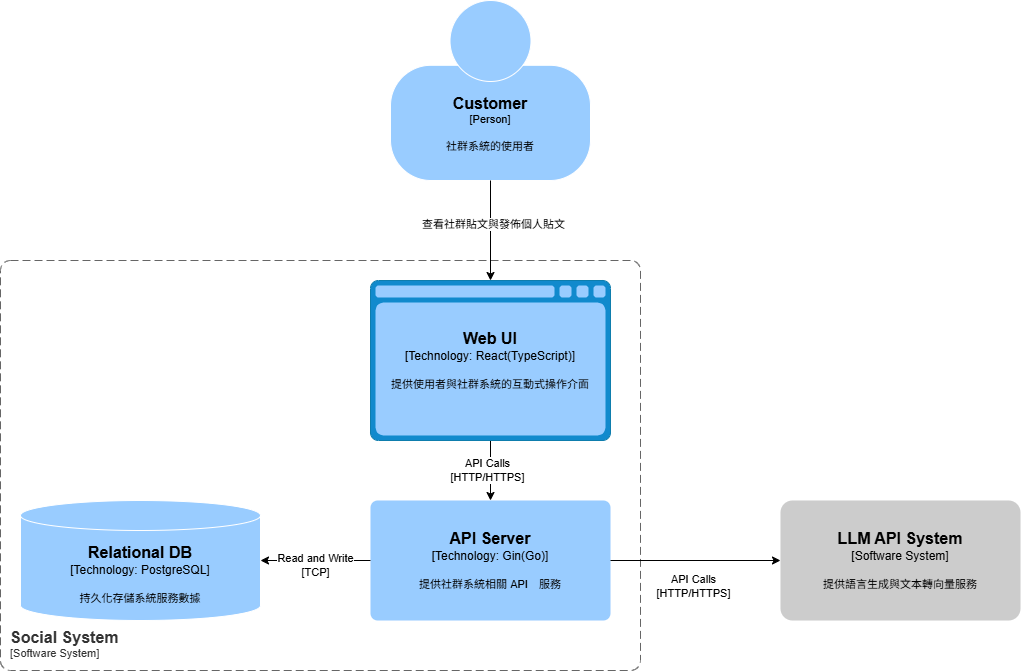 Customer
[Person]
社群系統的使用者
查看社群貼文與發佈個人貼文
Web UI
[Technology: React(TypeScript)]
提供使用者與社群系統的互動式操作介面
API Calls
[HTTP/HTTPS]
Relational DB
[Technology: PostgreSQL]
持久化存儲系統服務數據
Read and Write
[TCP]
API Server
[Technology: Gin(Go)]
提供社群系統相關 API　服務
API Calls
[HTTP/HTTPS]
LLM API System
[Software System]
提供語言生成與文本轉向量服務
Social System
[Software System]